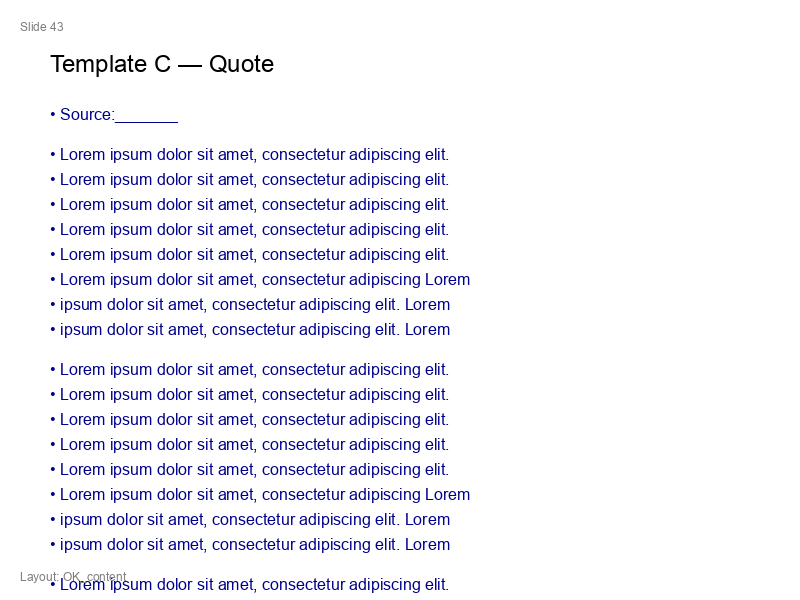 Slide 43
Template C — Quote
• Source:_______
• Lorem ipsum dolor sit amet, consectetur adipiscing elit.
• Lorem ipsum dolor sit amet, consectetur adipiscing elit.
• Lorem ipsum dolor sit amet, consectetur adipiscing elit.
• Lorem ipsum dolor sit amet, consectetur adipiscing elit.
• Lorem ipsum dolor sit amet, consectetur adipiscing elit.
• Lorem ipsum dolor sit amet, consectetur adipiscing Lorem
• ipsum dolor sit amet, consectetur adipiscing elit. Lorem
• ipsum dolor sit amet, consectetur adipiscing elit. Lorem
• Lorem ipsum dolor sit amet, consectetur adipiscing elit.
• Lorem ipsum dolor sit amet, consectetur adipiscing elit.
• Lorem ipsum dolor sit amet, consectetur adipiscing elit.
• Lorem ipsum dolor sit amet, consectetur adipiscing elit.
• Lorem ipsum dolor sit amet, consectetur adipiscing elit.
• Lorem ipsum dolor sit amet, consectetur adipiscing Lorem
• ipsum dolor sit amet, consectetur adipiscing elit. Lorem
• ipsum dolor sit amet, consectetur adipiscing elit. Lorem
Layout: OK, content
• Lorem ipsum dolor sit amet, consectetur adipiscing elit.